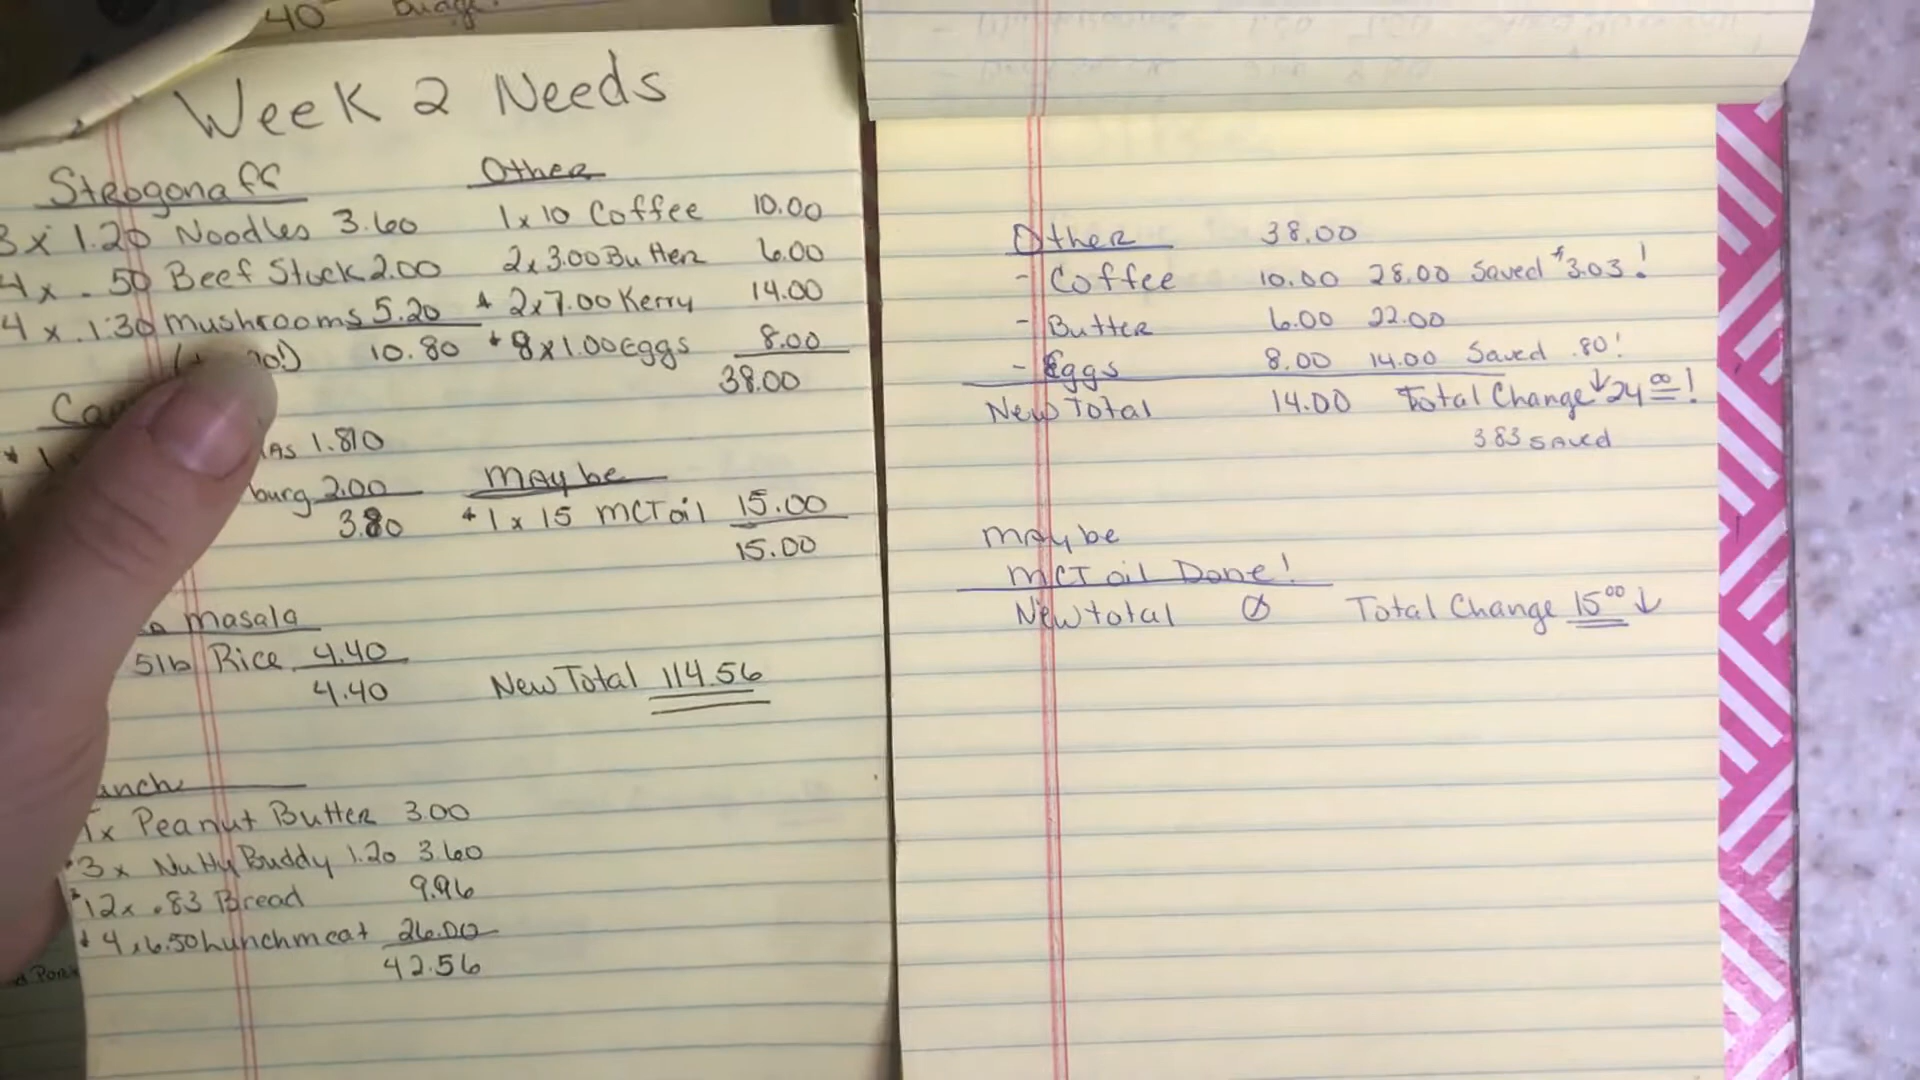 40
Week 2 Needs
Strogonaff
3 x 1.20 Noodles 3.60
4 x .50 Beef Stock 2.00
4 x .1.30 Mushrooms 5.20
10.80
Other
1 x 10 Coffee 10.00
2 x 3.00 Butter 6.00
2 x 7.00 Kerry 14.00
8 x 1.00 Eggs 8.00
38.00
1.80
burg 2.00
3.80
Maybe
1 x 15 MCT oil 15.00
15.00
masala
5lb Rice 4.40
4.40
New Total 114.56
1x Peanut Butter 3.00
3 x Nutty Buddy 1.20 3.60
12x .83 Bread 9.96
4 x 6.50 Lunchmeat 26.00
42.56
Other 38.00
- Coffee 10.00 28.00 Saved $3.03!
- Butter 6.00 22.00
- Eggs 8.00 14.00 Saved .80!
New Total 14.00 Total Change ↓ 24 00!
3 83 saved
maybe
MCT oil Done!
New total Ø Total Change 15 00 ↓